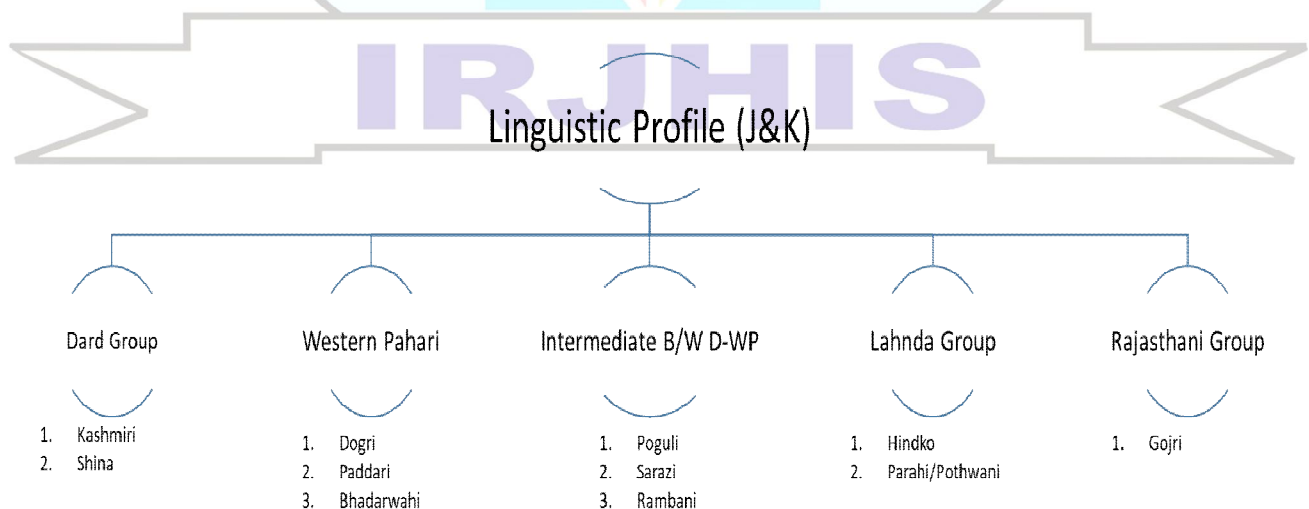 IRJHIS
Linguistic Profile (J&K)
Dard Group
1. Kashmiri
2. Shina
Western Pahari
1. Dogri
2. Paddari
3. Bhadarwahi
Intermediate B/W D-WP
1. Poguli
2. Sarazi
3. Rambani
Lahnda Group
1. Hindko
2. Parahi/Pothwani
Rajasthani Group
1. Gojri